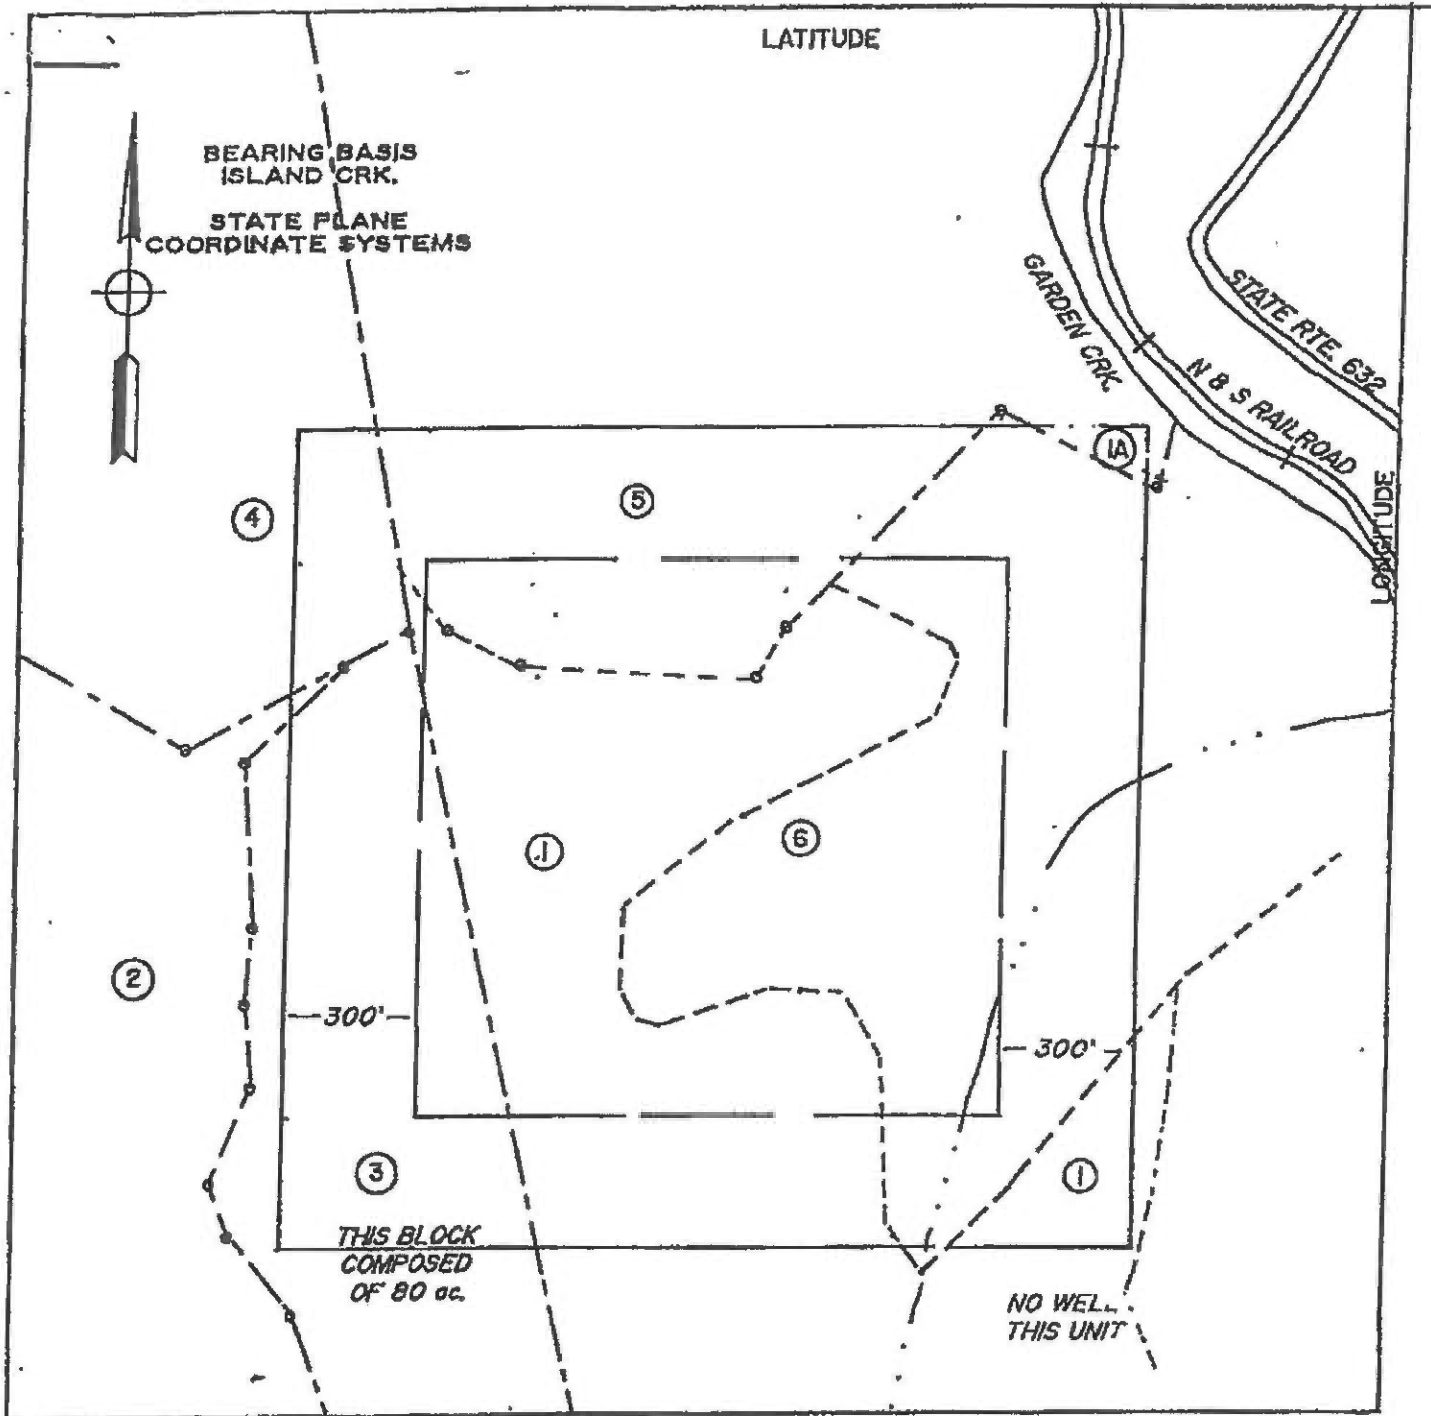 LATITUDE
BEARING BASIS
ISLAND CRK.
STATE PLANE
COORDINATE SYSTEMS
GARDEN CRK.
STATE RTE. 632
N & S RAILROAD
LONGITUDE
1A
5
4
1
6
2
300'
300'
3
1
THIS BLOCK
COMPOSED
OF 80 ac.
NO WELL
THIS UNIT